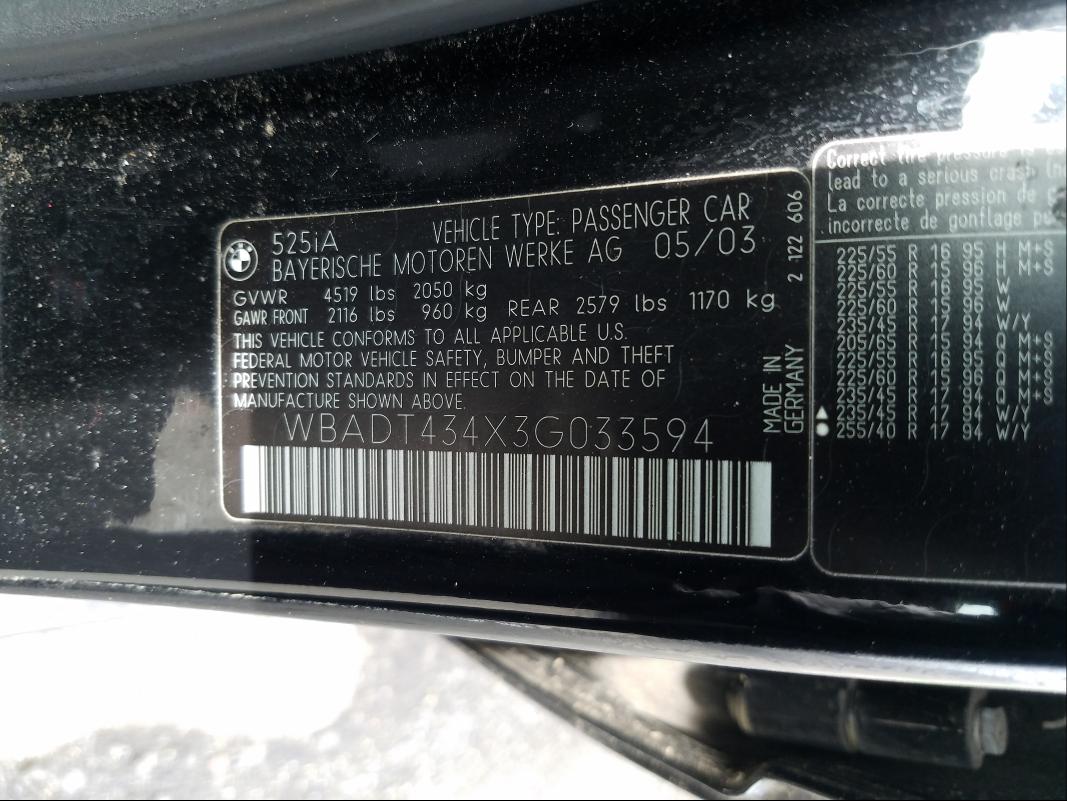 525iA VEHICLE TYPE: PASSENGER CAR
BAYERISCHE MOTOREN WERKE AG 05/03
GVWR 4519 lbs 2050 kg
GAWR FRONT 2116 lbs 960 kg REAR 2579 lbs 1170 kg
THIS VEHICLE CONFORMS TO ALL APPLICABLE U.S.
FEDERAL MOTOR VEHICLE SAFETY, BUMPER AND THEFT
PREVENTION STANDARDS IN EFFECT ON THE DATE OF
MANUFACTURE SHOWN ABOVE.
WBADT434X3G033594
2 122 606
MADE IN
GERMANY
Correct tire pressure is
lead to a serious crash
La correcte pression de
incorrecte de gonflage
225/55 R 16 95 H M+S
225/60 R 15 96 H M+S
225/55 R 16 95 W
225/60 R 15 96 W
235/45 R 17 94 W/Y
205/65 R 15 94 Q M+S
225/55 R 16 95 Q M+S
225/60 R 15 96 Q M+S
235/45 R 17 94 Q M+S
▲ 235/45 R 17 94 W/Y
● 255/40 R 17 94 W/Y